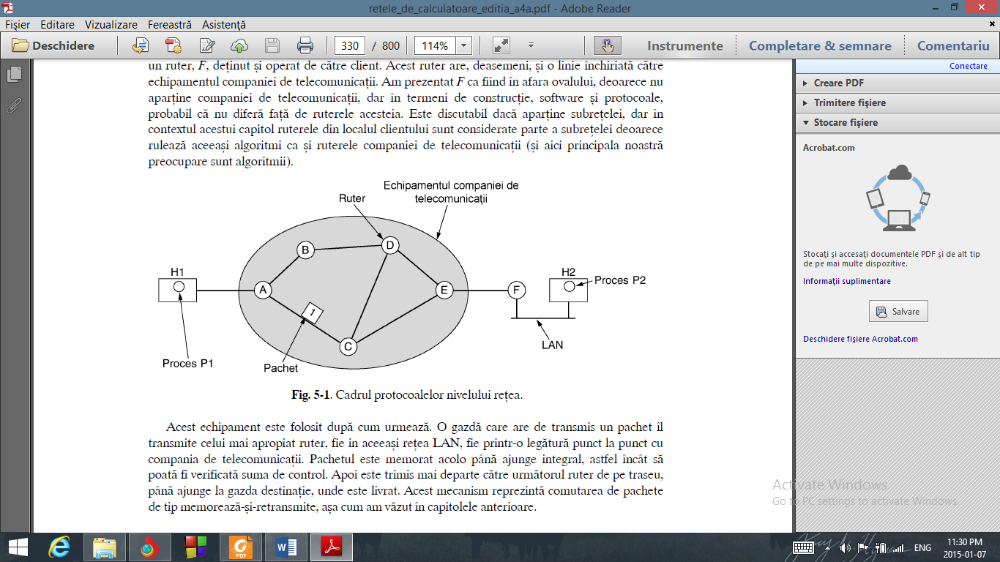 retele_de_calculatoare_editia_a4a.pdf - Adobe Reader
Fișier Editare Vizualizare Fereastră Asistență
Deschidere
330 / 800
114%
Instrumente
Completare & semnare
Comentariu
un ruter, F, deținut și operat de către client. Acest ruter are, deasemeni, și o linie închiriată către
echipamentul companiei de telecomunicații. Am prezentat F ca fiind in afara ovalului, deoarece nu
aparține companiei de telecomunicații, dar în termeni de construcție, software și protocoale,
probabil că nu diferă față de ruterele acesteia. Este discutabil dacă aparține subrețelei, dar în
contextul acestui capitol ruterele din localul clientului sunt considerate parte a subrețelei deoarece
rulează aceeași algoritmi ca și ruterele companiei de telecomunicații (și aici principala noastră
preocupare sunt algoritmii).
Echipamentul companiei de
telecomunicații
Ruter
B
D
H1
H2
Proces P2
A
E
F
1
C
LAN
Proces P1
Pachet
Fig. 5-1. Cadrul protocoalelor nivelului rețea.
Acest echipament este folosit după cum urmează. O gazdă care are de transmis un pachet îl
transmite celui mai apropiat ruter, fie in aceeași rețea LAN, fie printr-o legătură punct la punct cu
compania de telecomunicații. Pachetul este memorat acolo până ajunge integral, astfel încât să
poată fi verificată suma de control. Apoi este trimis mai departe către următorul ruter de pe traseu,
până ajunge la gazda destinație, unde este livrat. Acest mecanism reprezintă comutarea de pachete
de tip memorează-și-retransmite, așa cum am văzut în capitolele anterioare.
Conectare
Creare PDF
Trimitere fișiere
Stocare fișiere
Acrobat.com
Stocați și accesați documentele PDF și de alt tip
de pe mai multe dispozitive.
Informații suplimentare
Salvare
Deschidere fișiere Acrobat.com
Activate Windows
Go to PC settings to activate Windows.
PDF
ENG
11:30 PM
2015-01-07